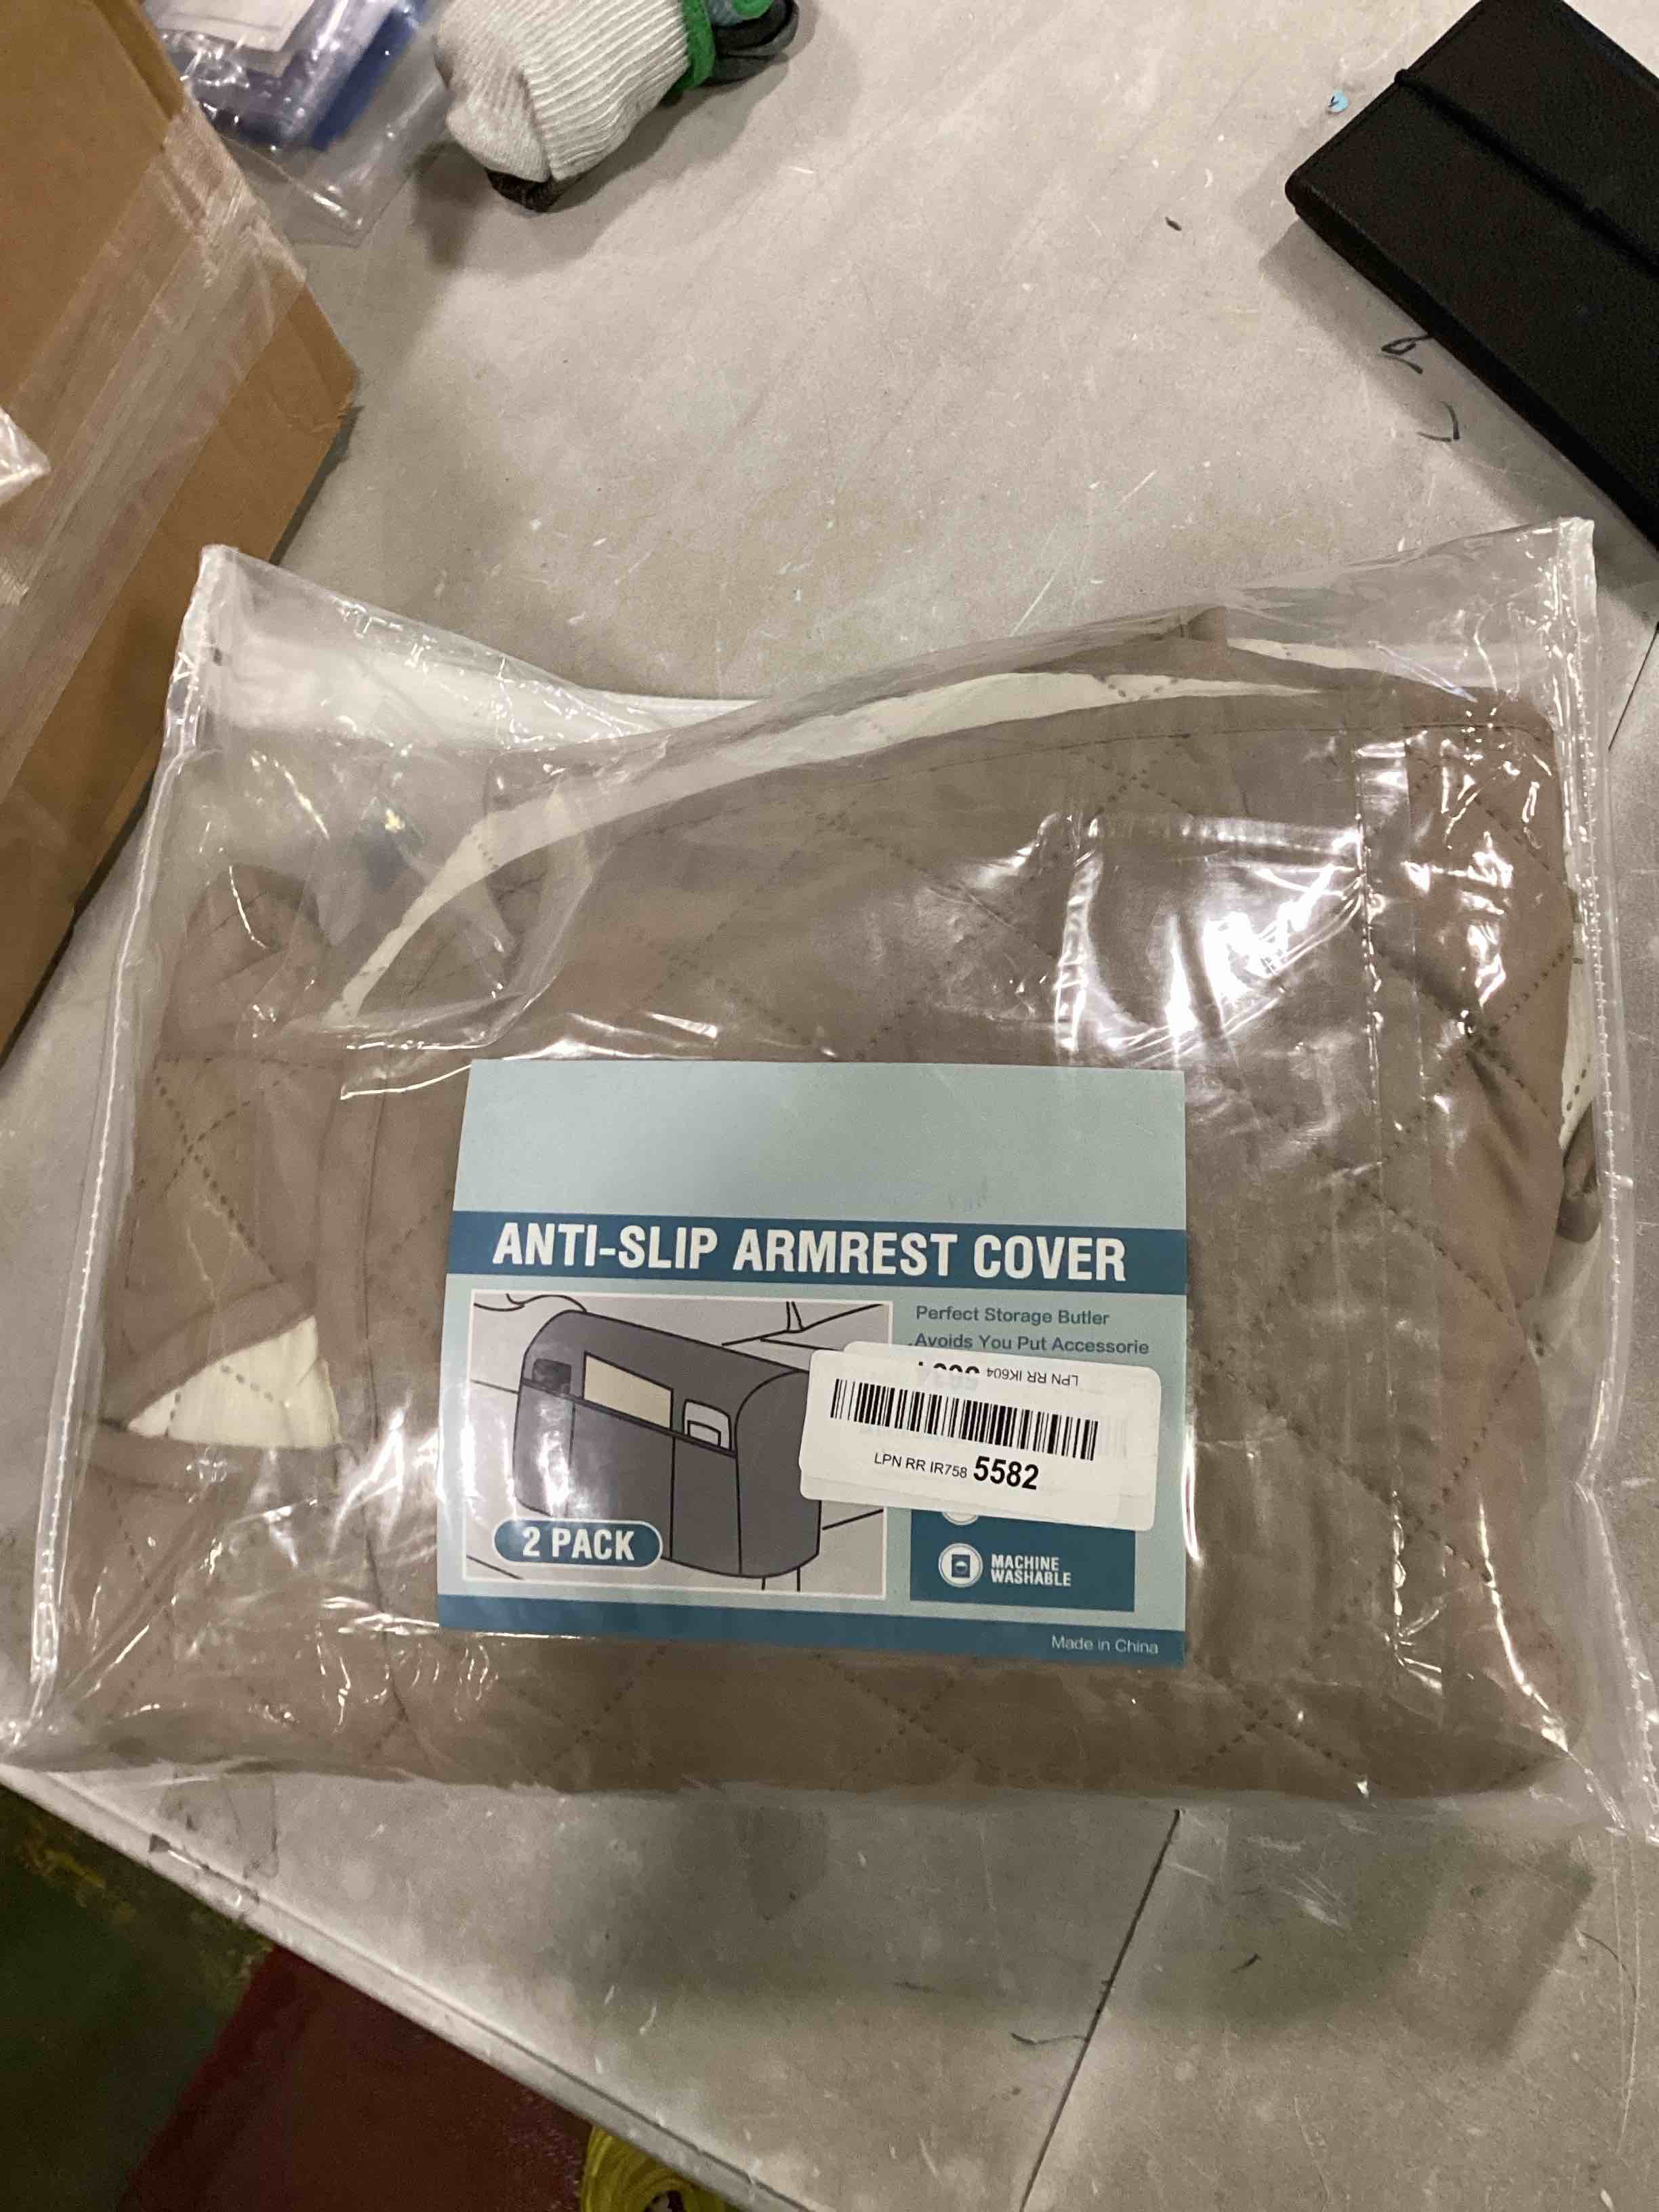 ANTI-SLIP ARMREST COVER
Perfect Storage Butler
Avoids You Put Accessorie
LPN RR IK604
LPN RR IR758 5582
2 PACK
MACHINE
WASHABLE
Made in China